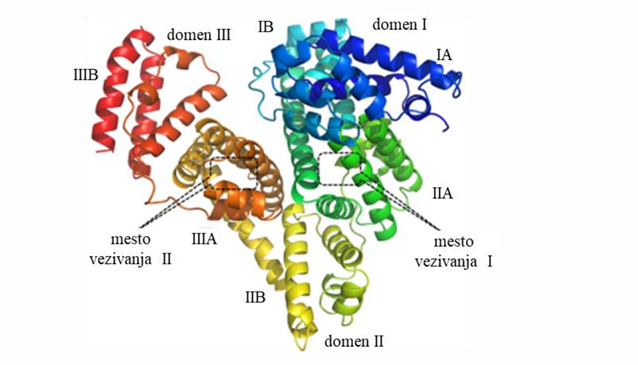 IB
domen I
domen III
IA
IIIB
IIA
mesto
vezivanja II
IIIA
mesto
vezivanja I
IIB
domen II